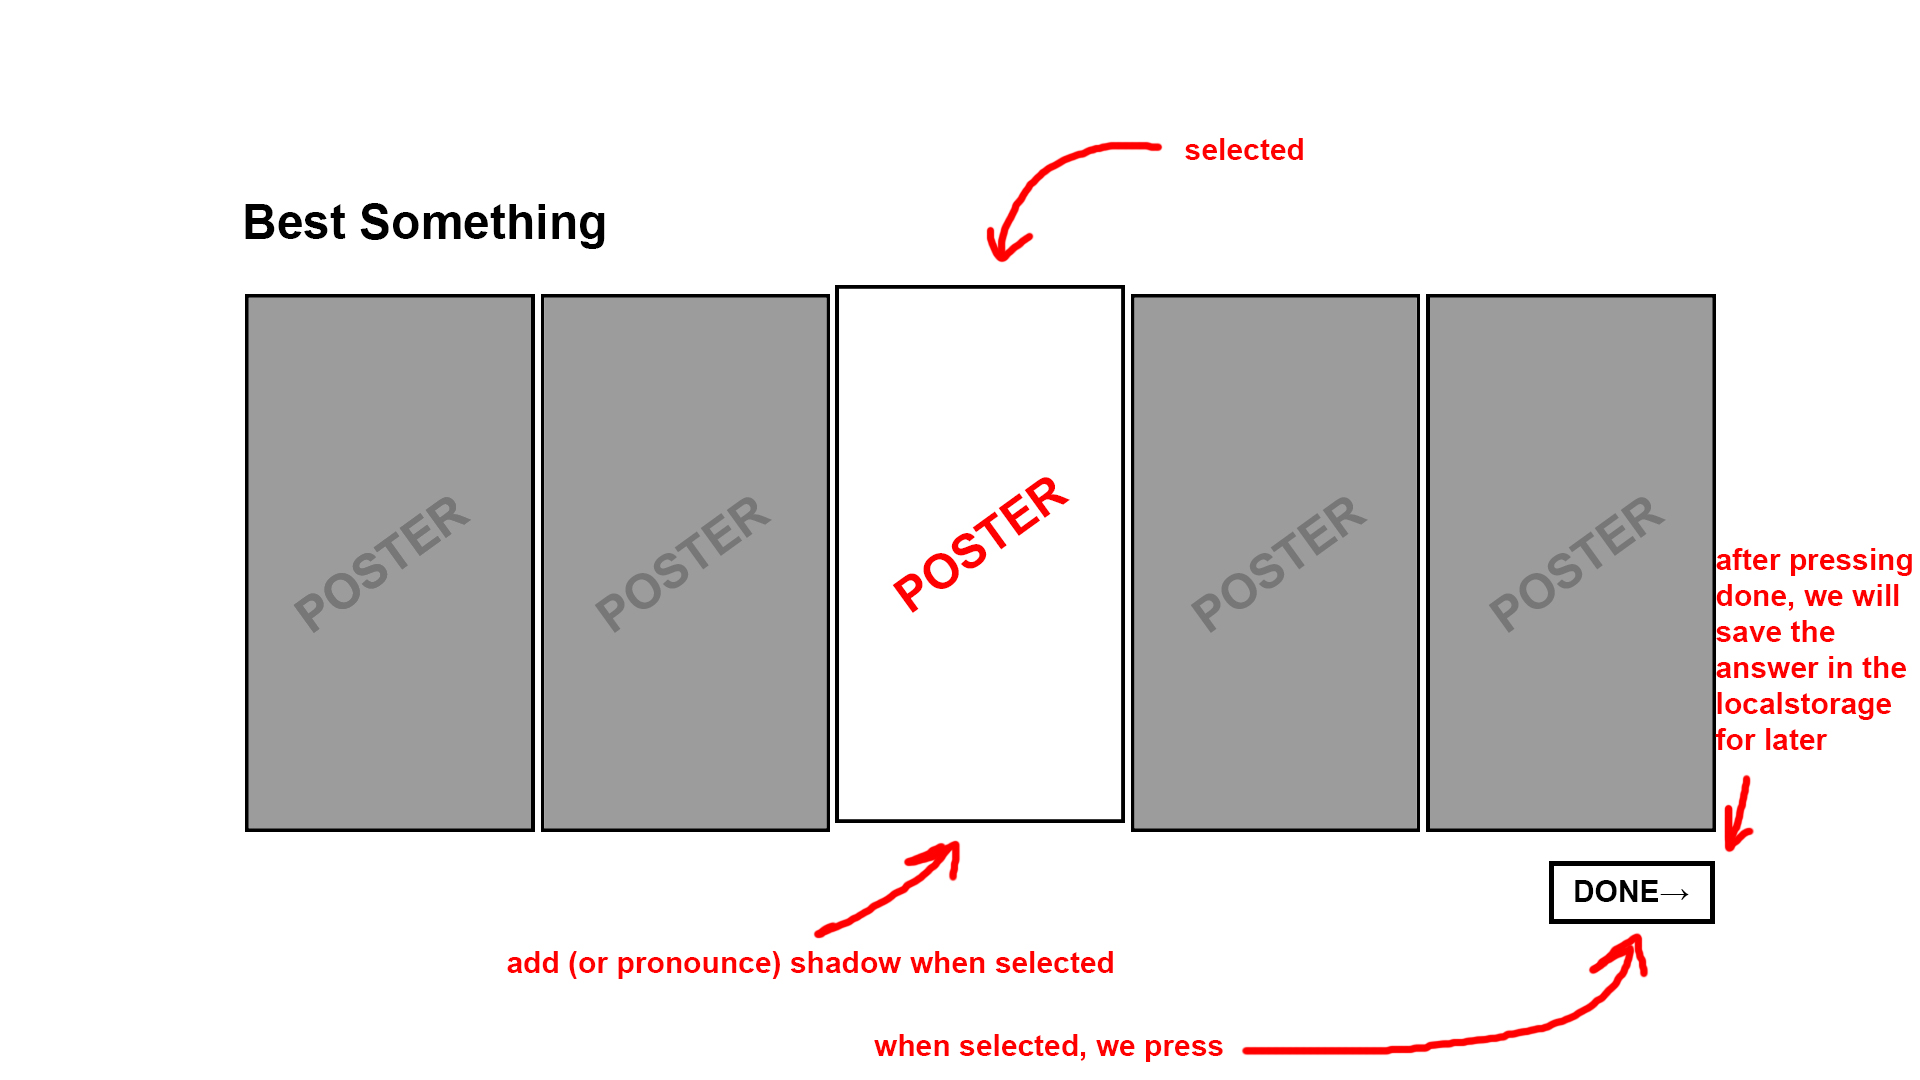 selected
Best Something
POSTER
POSTER
POSTER
POSTER
POSTER
after pressing
done, we will
save the
answer in the
localstorage
for later
DONE→
add (or pronounce) shadow when selected
when selected, we press